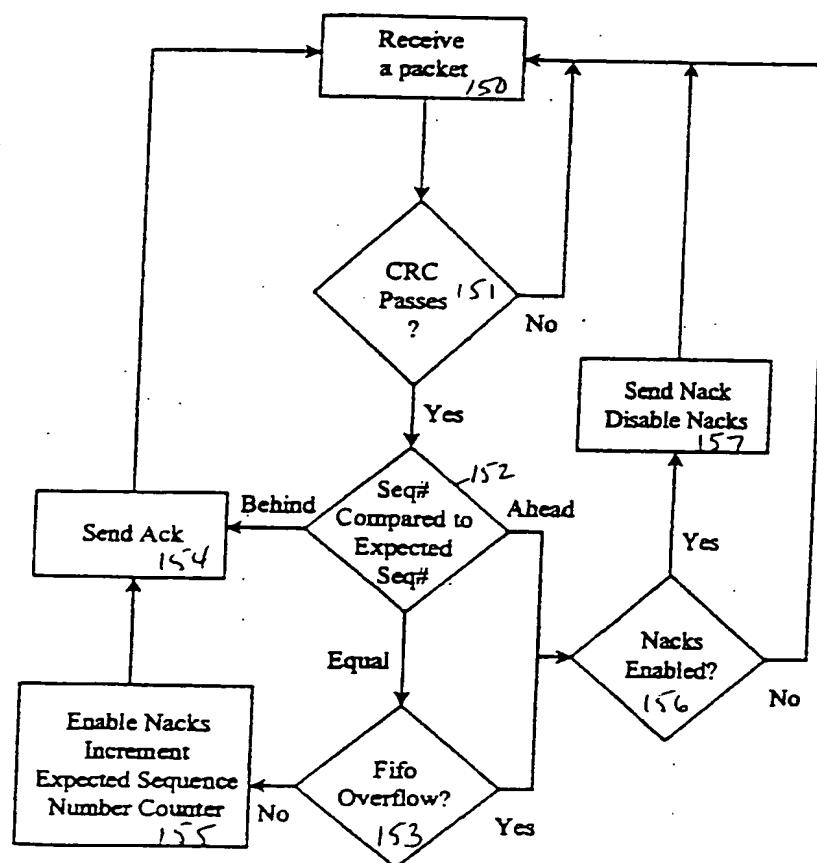 Receive
a packet
150
CRC
Passes
?
151
No
Yes
Send Nack
Disable Nacks
157
152
Seq#
Compared to
Expected
Seq#
Behind
Ahead
Send Ack
154
Yes
Equal
Nacks
Enabled?
156
No
Enable Nacks
Increment
Expected Sequence
Number Counter
155
No
Fifo
Overflow?
153
Yes